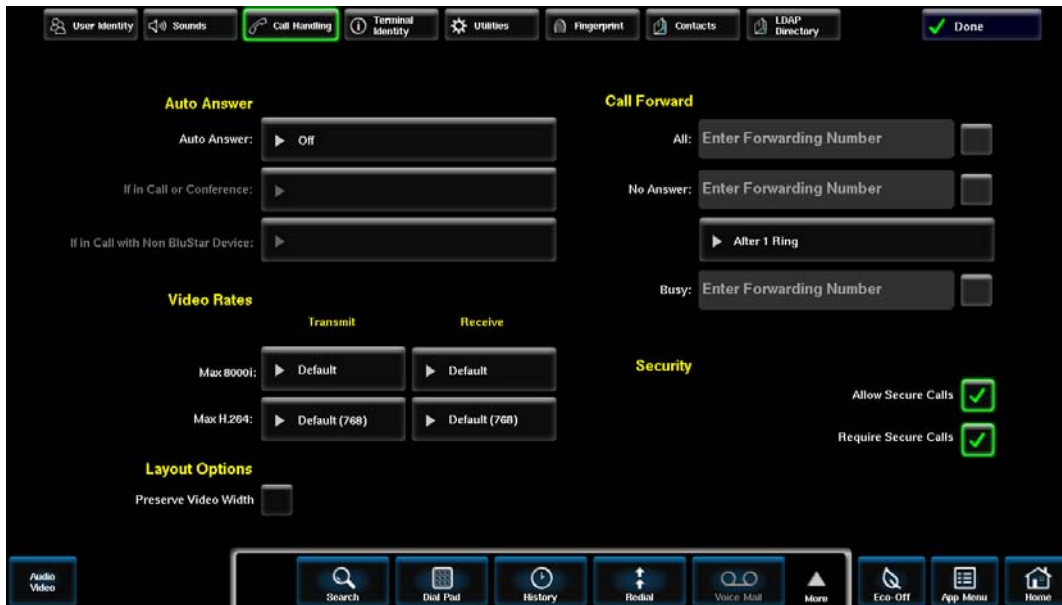 User Identity
Sounds
Call Handling
Terminal
Identity
Utilities
Fingerprint
Contacts
LDAP
Directory
Done
Auto Answer
Auto Answer:
Off
If in Call or Conference:
If in Call with Non BluStar Device:
Video Rates
Transmit
Receive
Max 8000i:
Default
Default
Max H.264:
Default (768)
Default (768)
Layout Options
Preserve Video Width
Call Forward
All:
Enter Forwarding Number
No Answer:
Enter Forwarding Number
After 1 Ring
Busy:
Enter Forwarding Number
Security
Allow Secure Calls
Require Secure Calls
Audio
Video
Search
Dial Pad
History
Redial
Voice Mail
More
Eco-Off
App Menu
Home